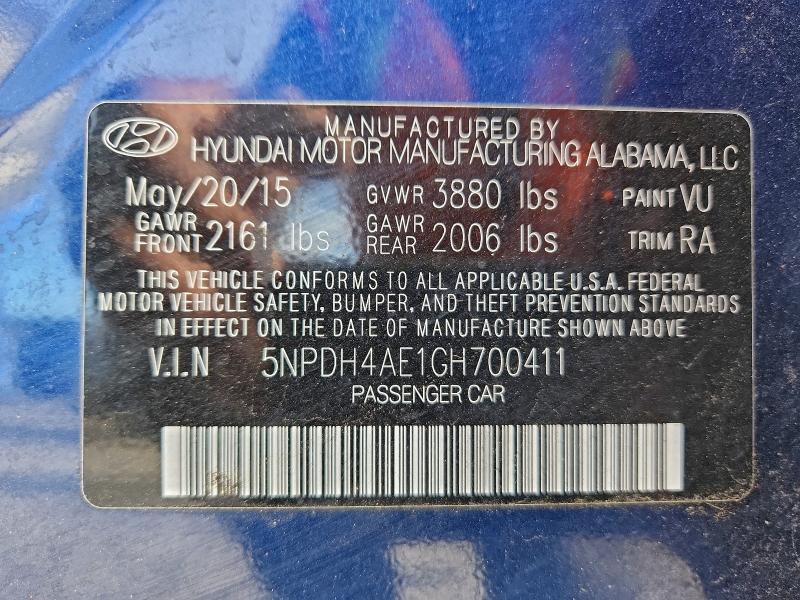 MANUFACTURED BY
HYUNDAI MOTOR MANUFACTURING ALABAMA, LLC
May/20/15 GVWR 3880 lbs PAINT VU
GAWR FRONT 2161 lbs GAWR REAR 2006 lbs TRIM RA
THIS VEHICLE CONFORMS TO ALL APPLICABLE U.S.A. FEDERAL
MOTOR VEHICLE SAFETY, BUMPER, AND THEFT PREVENTION STANDARDS
IN EFFECT ON THE DATE OF MANUFACTURE SHOWN ABOVE
V.I.N 5NPDH4AE1GH700411
PASSENGER CAR